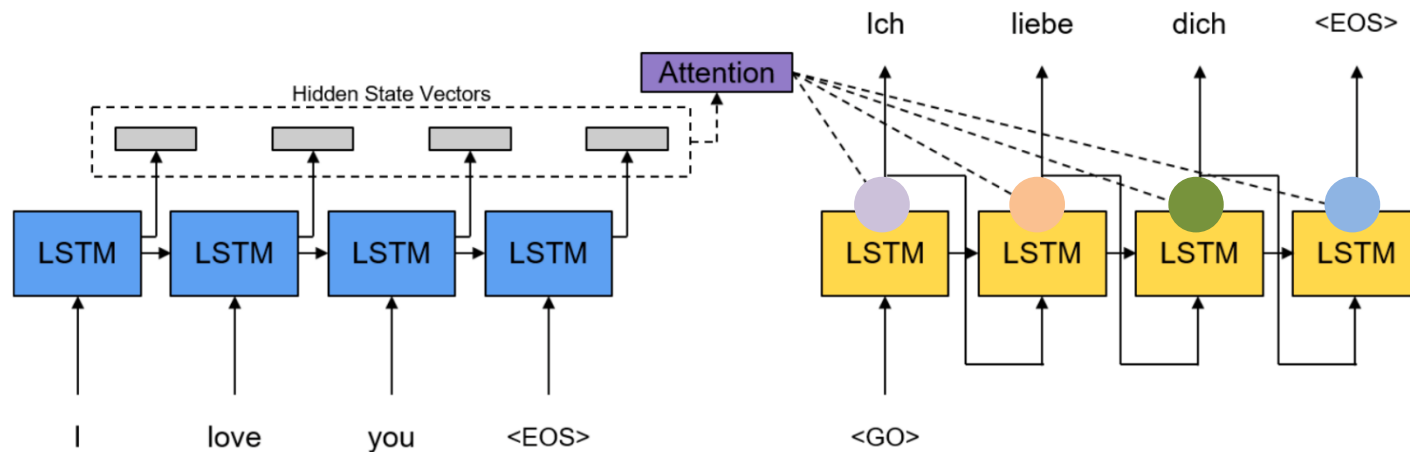 Ich liebe dich <EOS>
Attention
Hidden State Vectors
LSTM LSTM LSTM LSTM LSTM LSTM LSTM LSTM
I love you <EOS> <GO>